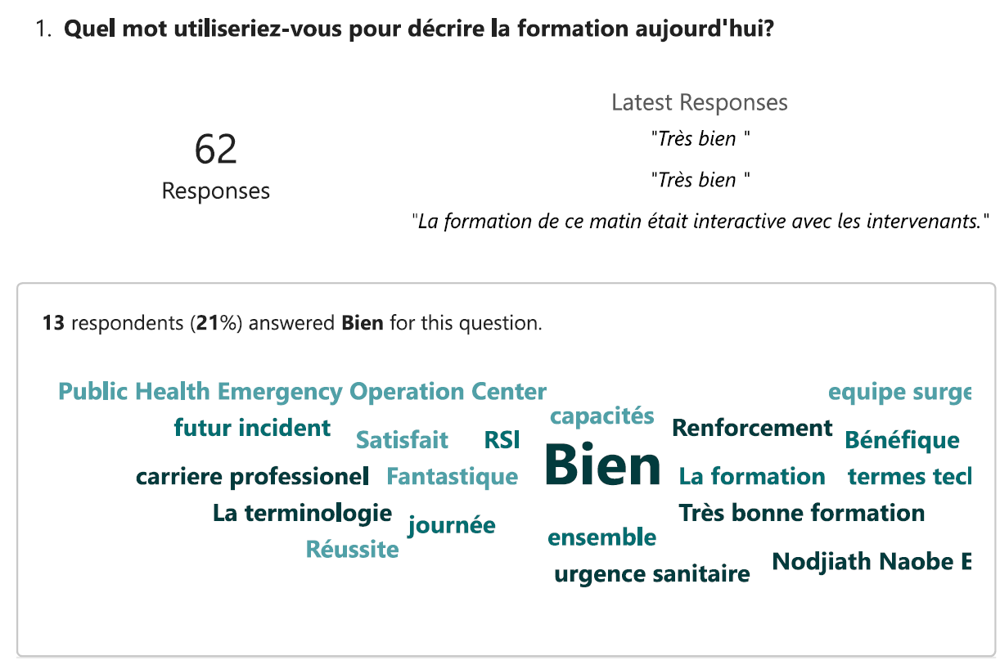 1. Quel mot utiliseriez-vous pour décrire la formation aujourd'hui?
62
Responses
Latest Responses
"Très bien "
"Très bien "
"La formation de ce matin était interactive avec les intervenants."
13 respondents (21%) answered Bien for this question.
Public Health Emergency Operation Center
equipe surge
capacités
futur incident
Satisfait
RSI
Renforcement
Bénéfique
Bien
carriere professionel
Fantastique
La formation
termes tecl
La terminologie
journée
Très bonne formation
ensemble
Réussite
urgence sanitaire
Nodjiath Naobe E